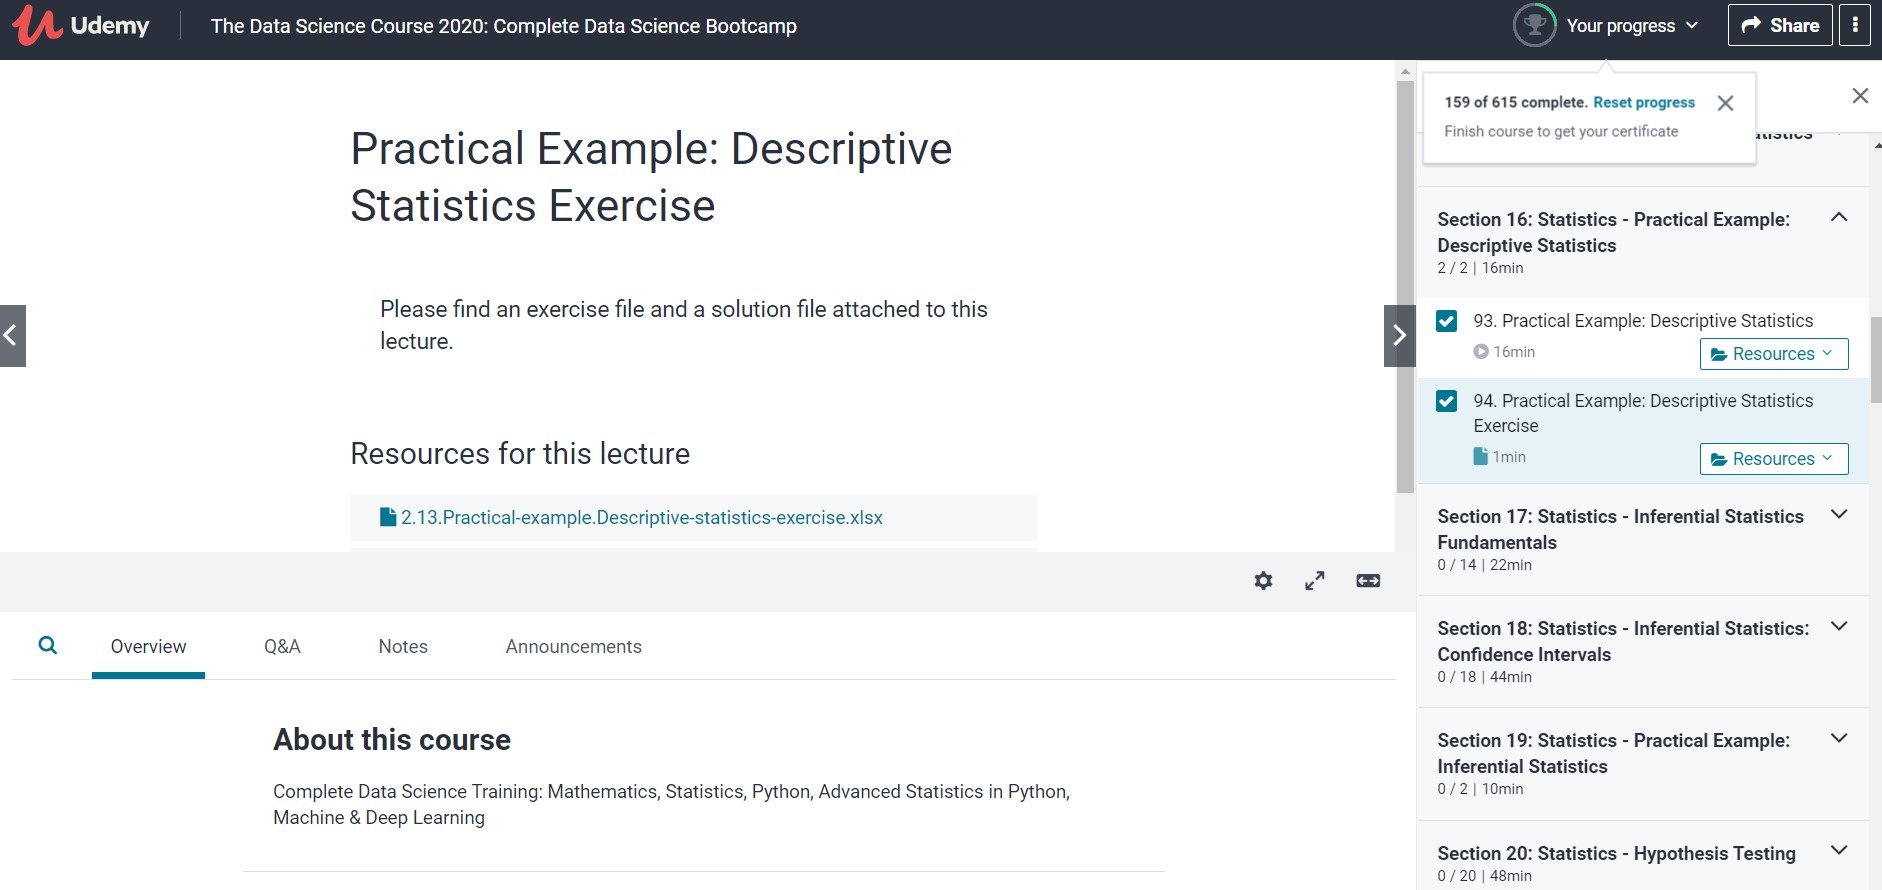 Udemy
The Data Science Course 2020: Complete Data Science Bootcamp
Your progress
Share
159 of 615 complete. Reset progress
Finish course to get your certificate
Practical Example: Descriptive
Statistics Exercise
Please find an exercise file and a solution file attached to this
lecture.
Resources for this lecture
2.13.Practical-example.Descriptive-statistics-exercise.xlsx
Overview
Q&A
Notes
Announcements
About this course
Complete Data Science Training: Mathematics, Statistics, Python, Advanced Statistics in Python,
Machine & Deep Learning
Section 16: Statistics - Practical Example:
Descriptive Statistics
2 / 2 | 16min
93. Practical Example: Descriptive Statistics
16min
Resources
94. Practical Example: Descriptive Statistics
Exercise
1min
Resources
Section 17: Statistics - Inferential Statistics
Fundamentals
0 / 14 | 22min
Section 18: Statistics - Inferential Statistics:
Confidence Intervals
0 / 18 | 44min
Section 19: Statistics - Practical Example:
Inferential Statistics
0 / 2 | 10min
Section 20: Statistics - Hypothesis Testing
0 / 20 | 48min